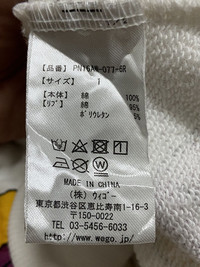 【品番】 PN16AW-077-6R
【サイズ】 1
【本体】 綿 100%
【リブ】 綿 95%
ポリウレタン 5%
MADE IN CHINA
(株) ウィゴー
東京都渋谷区恵比寿南1-16-3
〒150-0022
TEL 03-5456-6033
http://www.wego.jp/